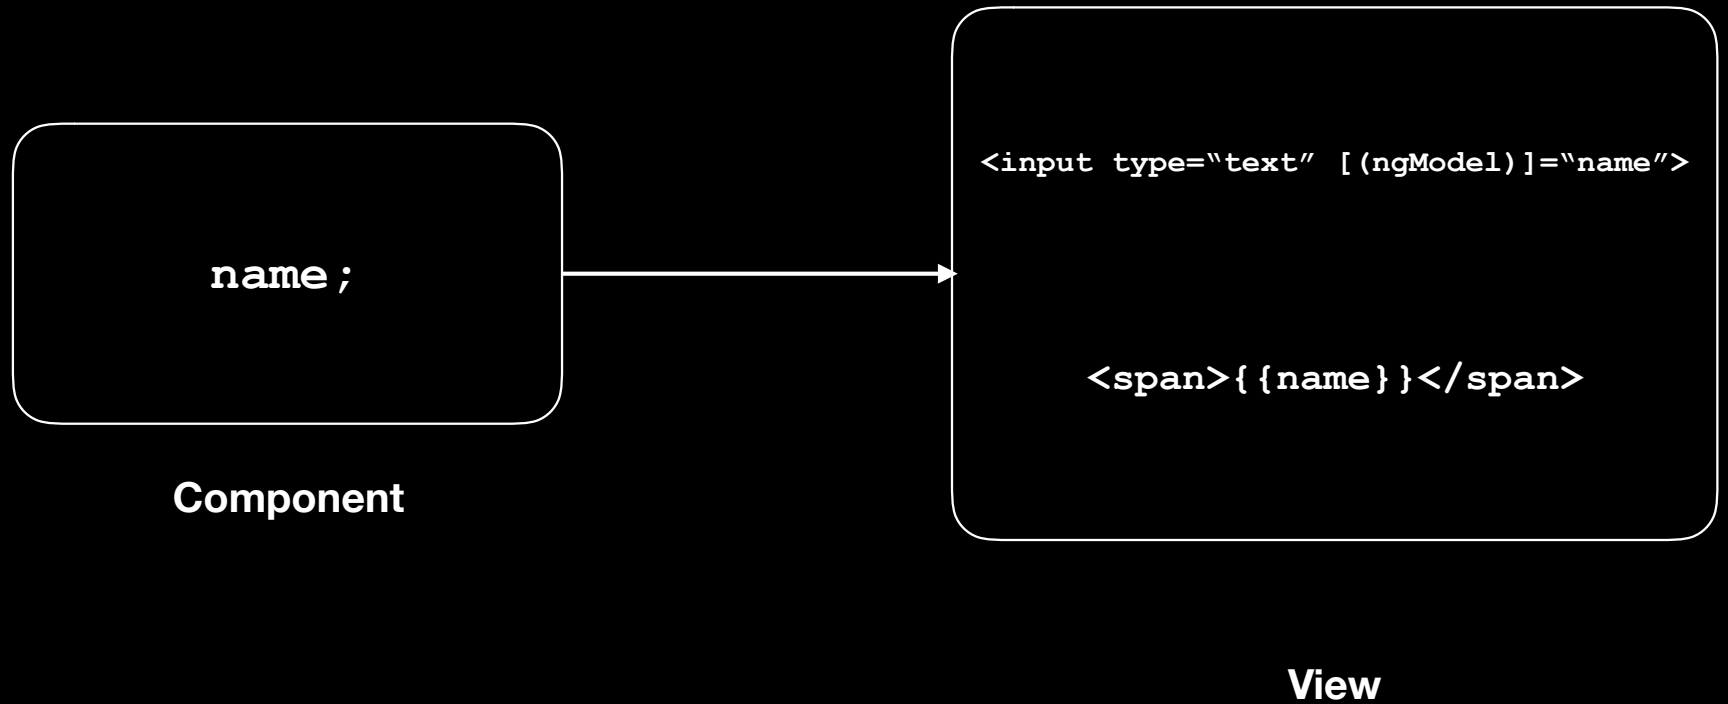 name;
Component
<input type=“text” [(ngModel)]=“name”>
<span>{{name}}</span>
View